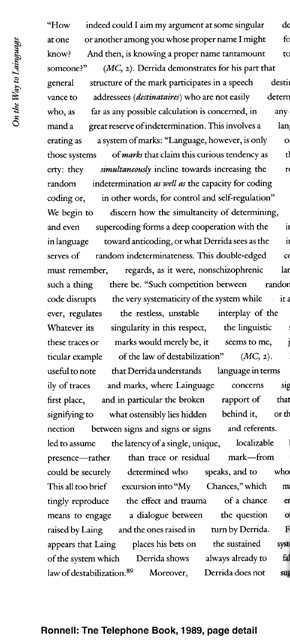 On the Way to Lainguage
"How indeed could I aim my argument at some singular de
at one or another among you whose proper name I might fo
know? And then, is knowing a proper name tantamount to
someone?" (MC, 2). Derrida demonstrates for his part that
general structure of the mark participates in a speech desti
vance to addressees (destinataires) who are not easily determ
who, as far as any possible calculation is concerned, in any
mand a great reserve of indetermination. This involves a lang
erating as a system of marks: "Language, however, is only o
those systems of marks that claim this curious tendency as th
erty: they simultaneously incline towards increasing the re
random indetermination as well as the capacity for coding
coding or, in other words, for control and self-regulation"
We begin to discern how the simultaneity of determining,
and even supercoding forms a deep cooperation with the in
in language toward anticoding, or what Derrida sees as the in
serves of random indeterminateness. This double-edged co
must remember, regards, as it were, nonschizophrenic lan
such a thing there be. "Such competition between random
code disrupts the very systematicity of the system while it a
ever, regulates the restless, unstable interplay of the
Whatever its singularity in this respect, the linguistic
these traces or marks would merely be, it seems to me, j
ticular example of the law of destabilization" (MC, 2).
useful to note that Derrida understands language in terms
ily of traces and marks, where Lainguage concerns sig
first place, and in particular the broken rapport of that
signifying to what ostensibly lies hidden behind it, or th
nection between signs and signs or signs and referents.
led to assume the latency of a single, unique, localizable
presence—rather than trace or residual mark—from
could be securely determined who speaks, and to who
This all too brief excursion into "My Chances," which ma
tingly reproduce the effect and trauma of a chance en
means to engage a dialogue between the question of
raised by Laing and the ones raised in turn by Derrida. F
appears that Laing places his bets on the sustained syst
of the system which Derrida shows always already to fal
law of destabilization.89 Moreover, Derrida does not sug
Ronnell: The Telephone Book, 1989, page detail